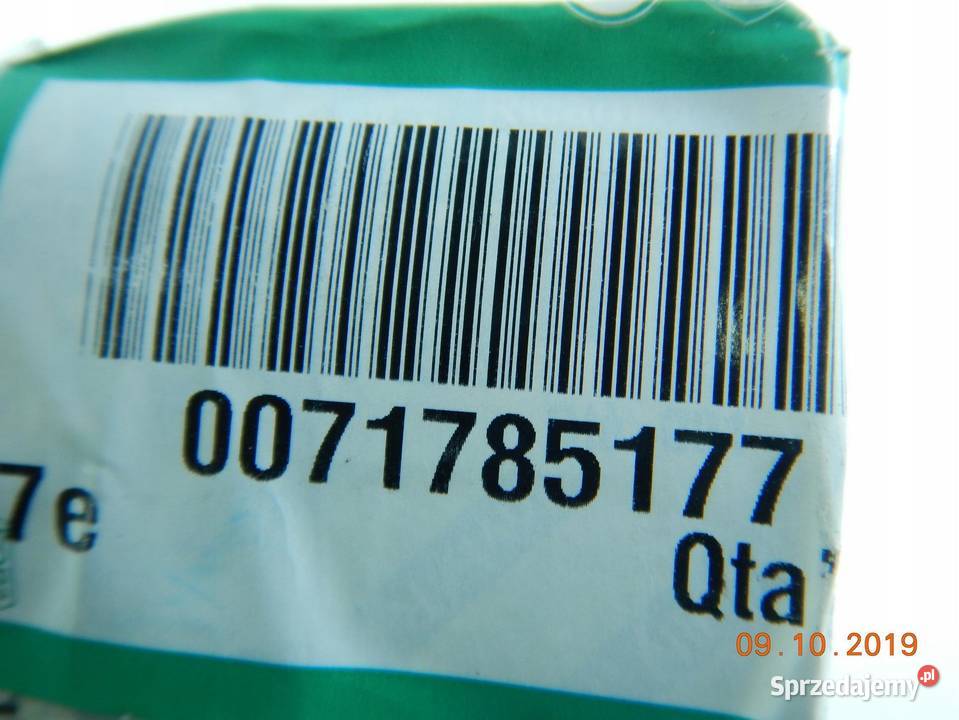 0071785177
7e
Qta'
09.10.2019
Sprzedajemy.pl